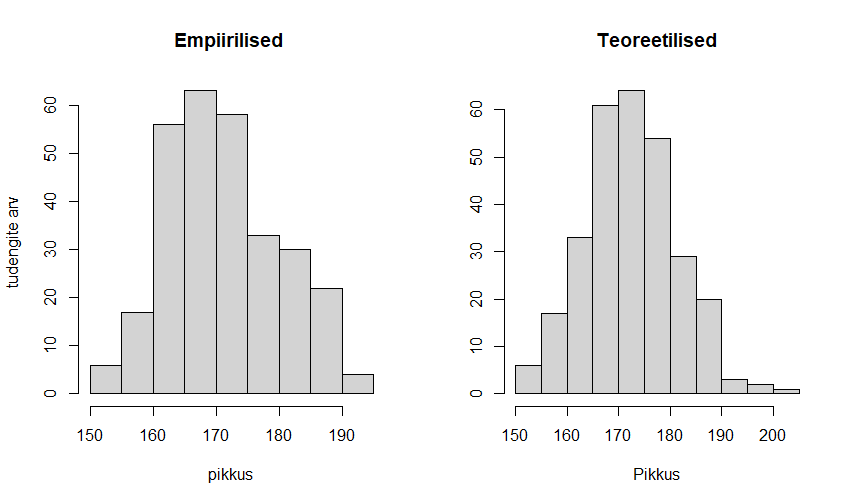 Empiirilised
tudengite arv
0 10 20 30 40 50 60
150 160 170 180 190
pikkus
Teoreetilised
0 10 20 30 40 50 60
150 160 170 180 190 200
Pikkus